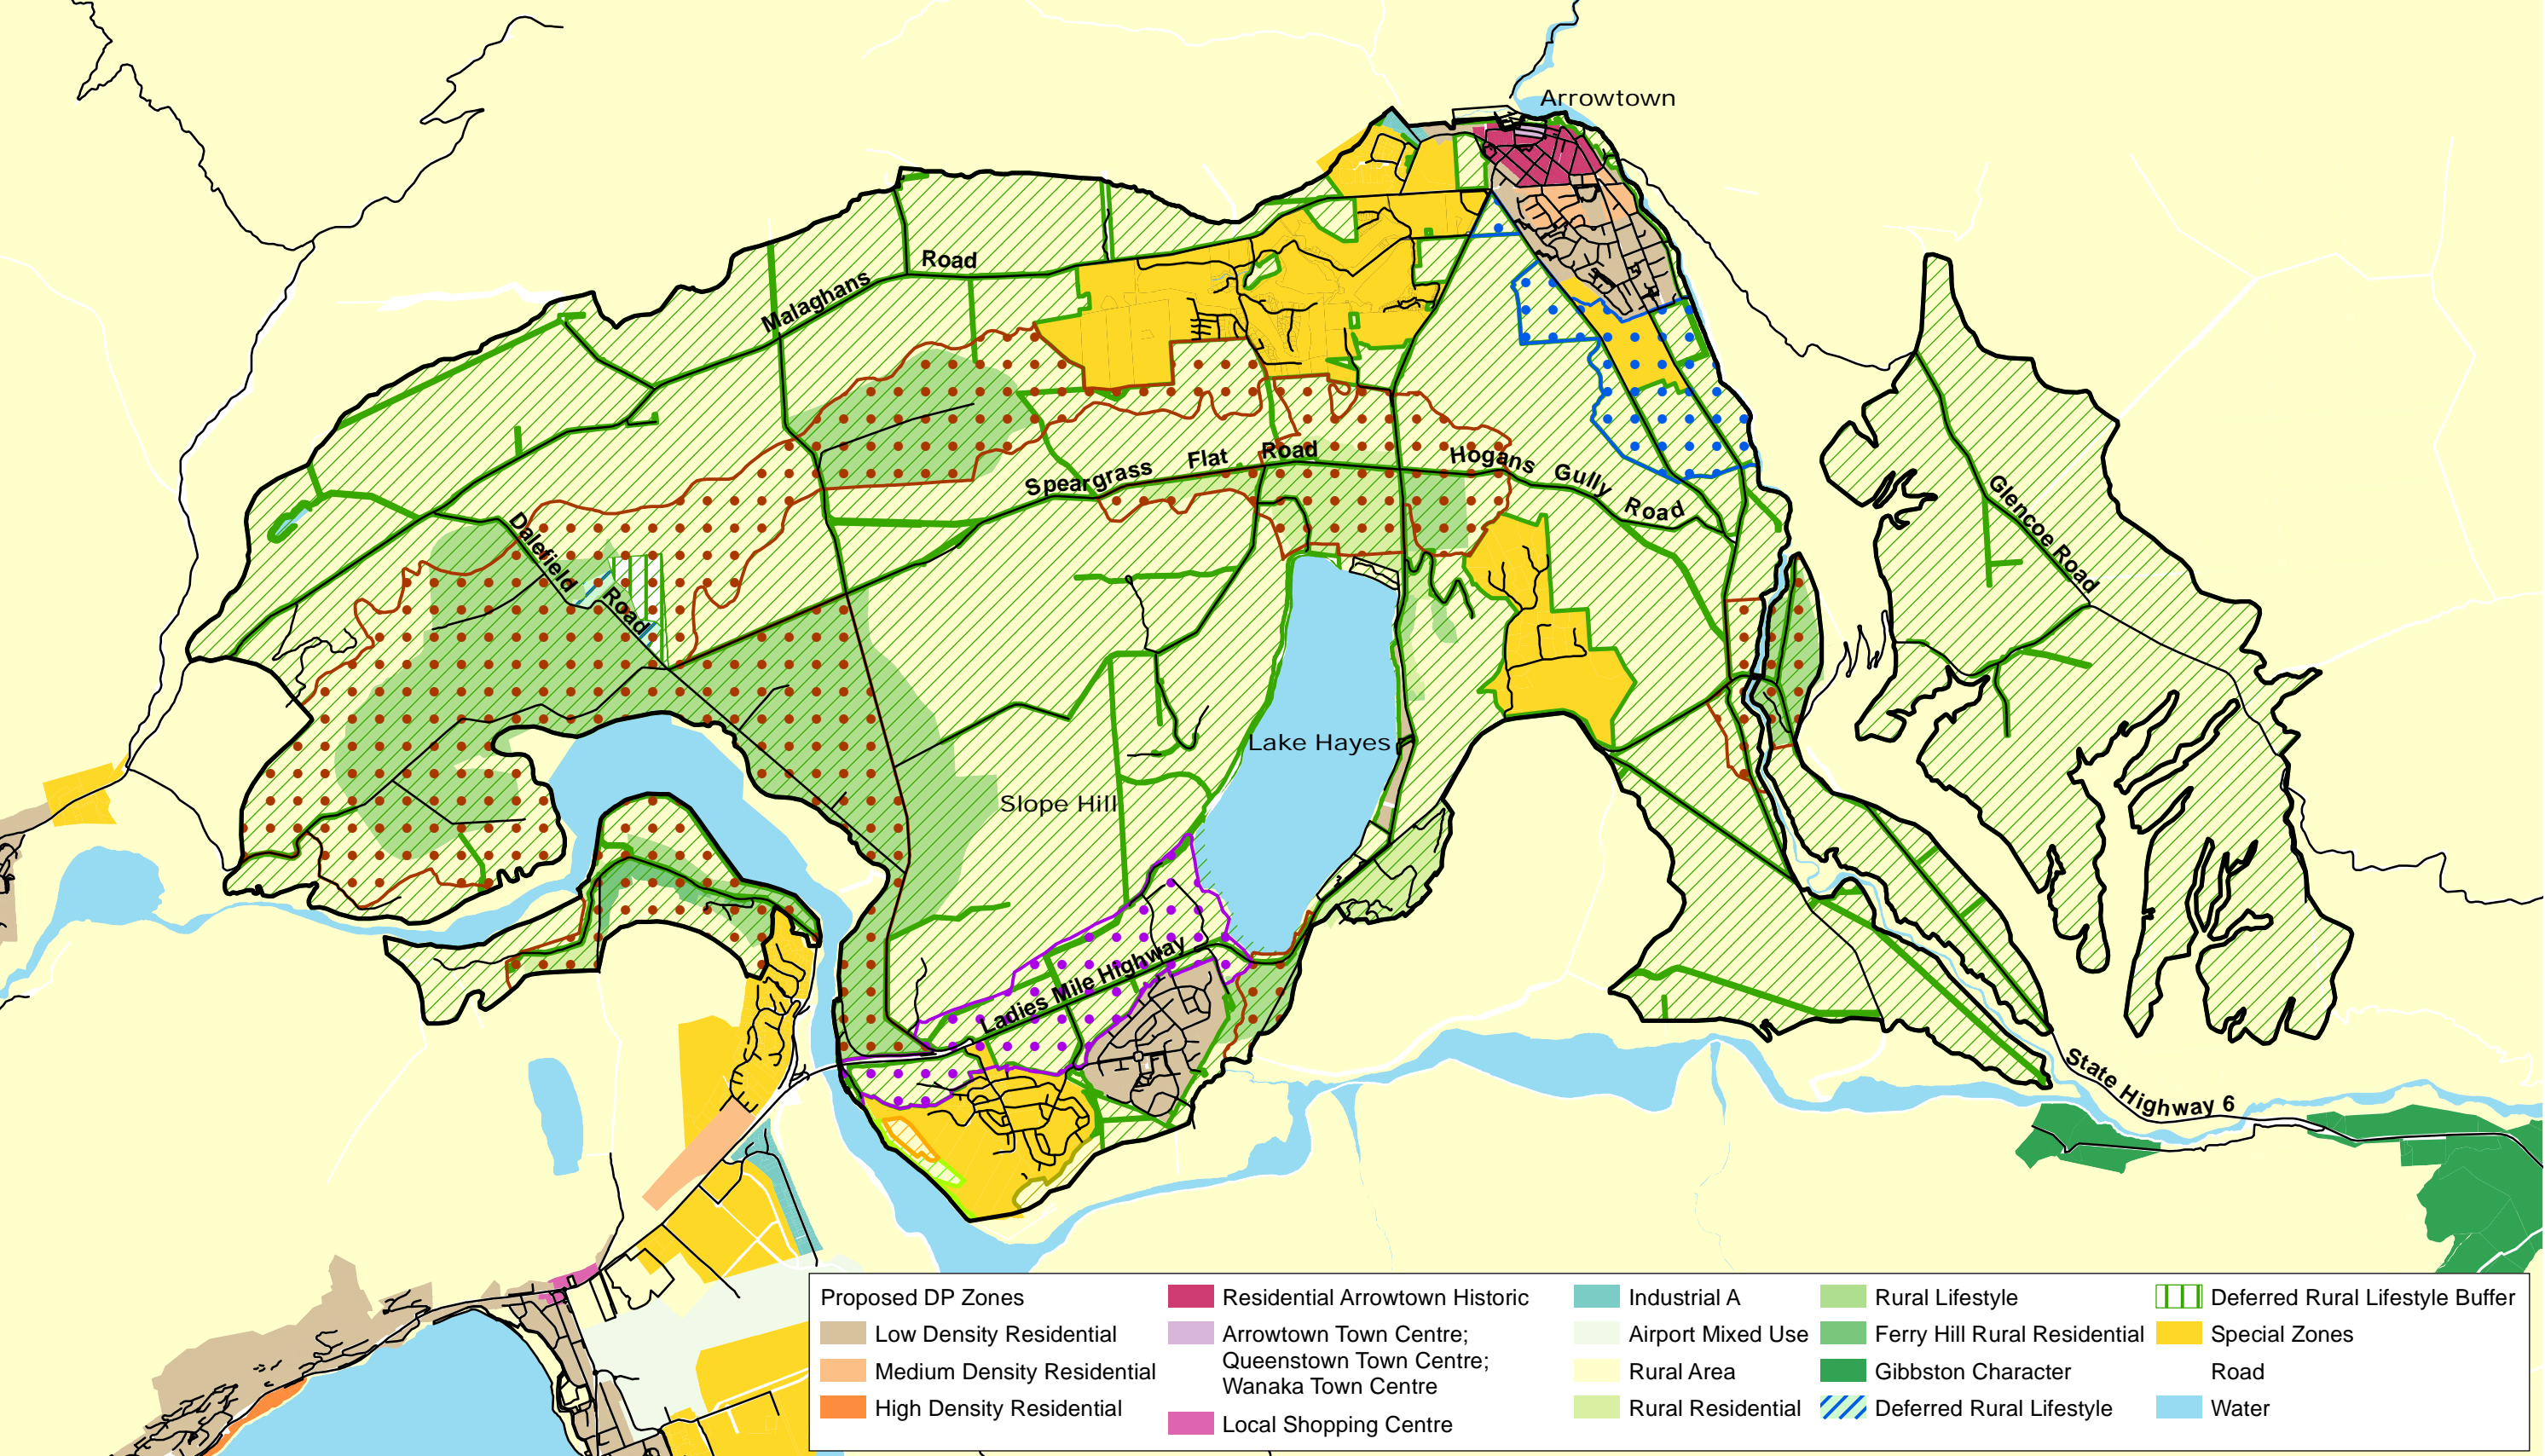 Arrowtown
Malaghans Road
Speargrass Flat Road
Hogans Gully Road
Glencoe Road
Dalefield Road
Lake Hayes
Slope Hill
Ladies Mile Highway
State Highway 6
Proposed DP Zones
Low Density Residential
Medium Density Residential
High Density Residential
Residential Arrowtown Historic
Arrowtown Town Centre;
Queenstown Town Centre;
Wanaka Town Centre
Local Shopping Centre
Industrial A
Airport Mixed Use
Rural Area
Rural Residential
Rural Lifestyle
Ferry Hill Rural Residential
Gibbston Character
Deferred Rural Lifestyle
Deferred Rural Lifestyle Buffer
Special Zones
Road
Water